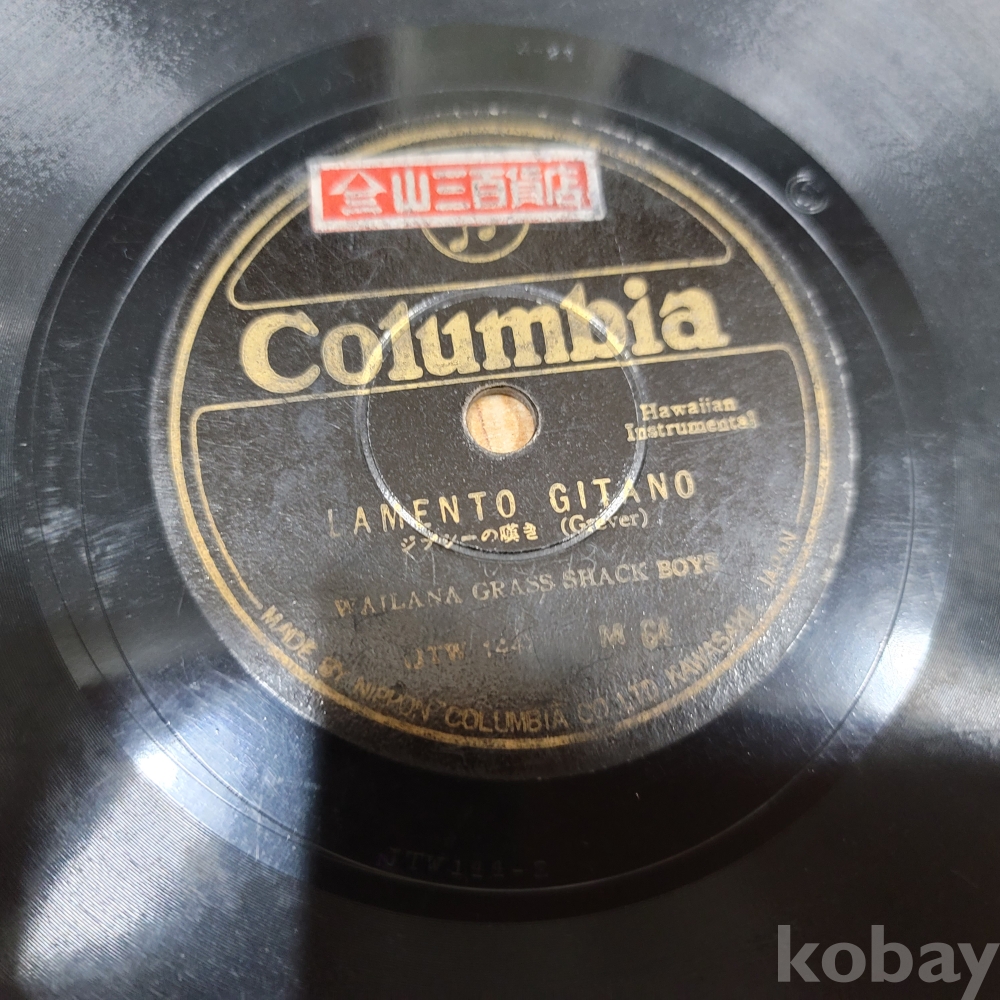 山三百貨店
Columbia
Hawaiian
Instrumental
LAMENTO GITANO
ジプシーの嘆き (Grever)
WAILANA GRASS SHACK BOYS
JTW
MADE BY NIPPON COLUMBIA CO. LTD KAWASAKI JAPAN
kobay